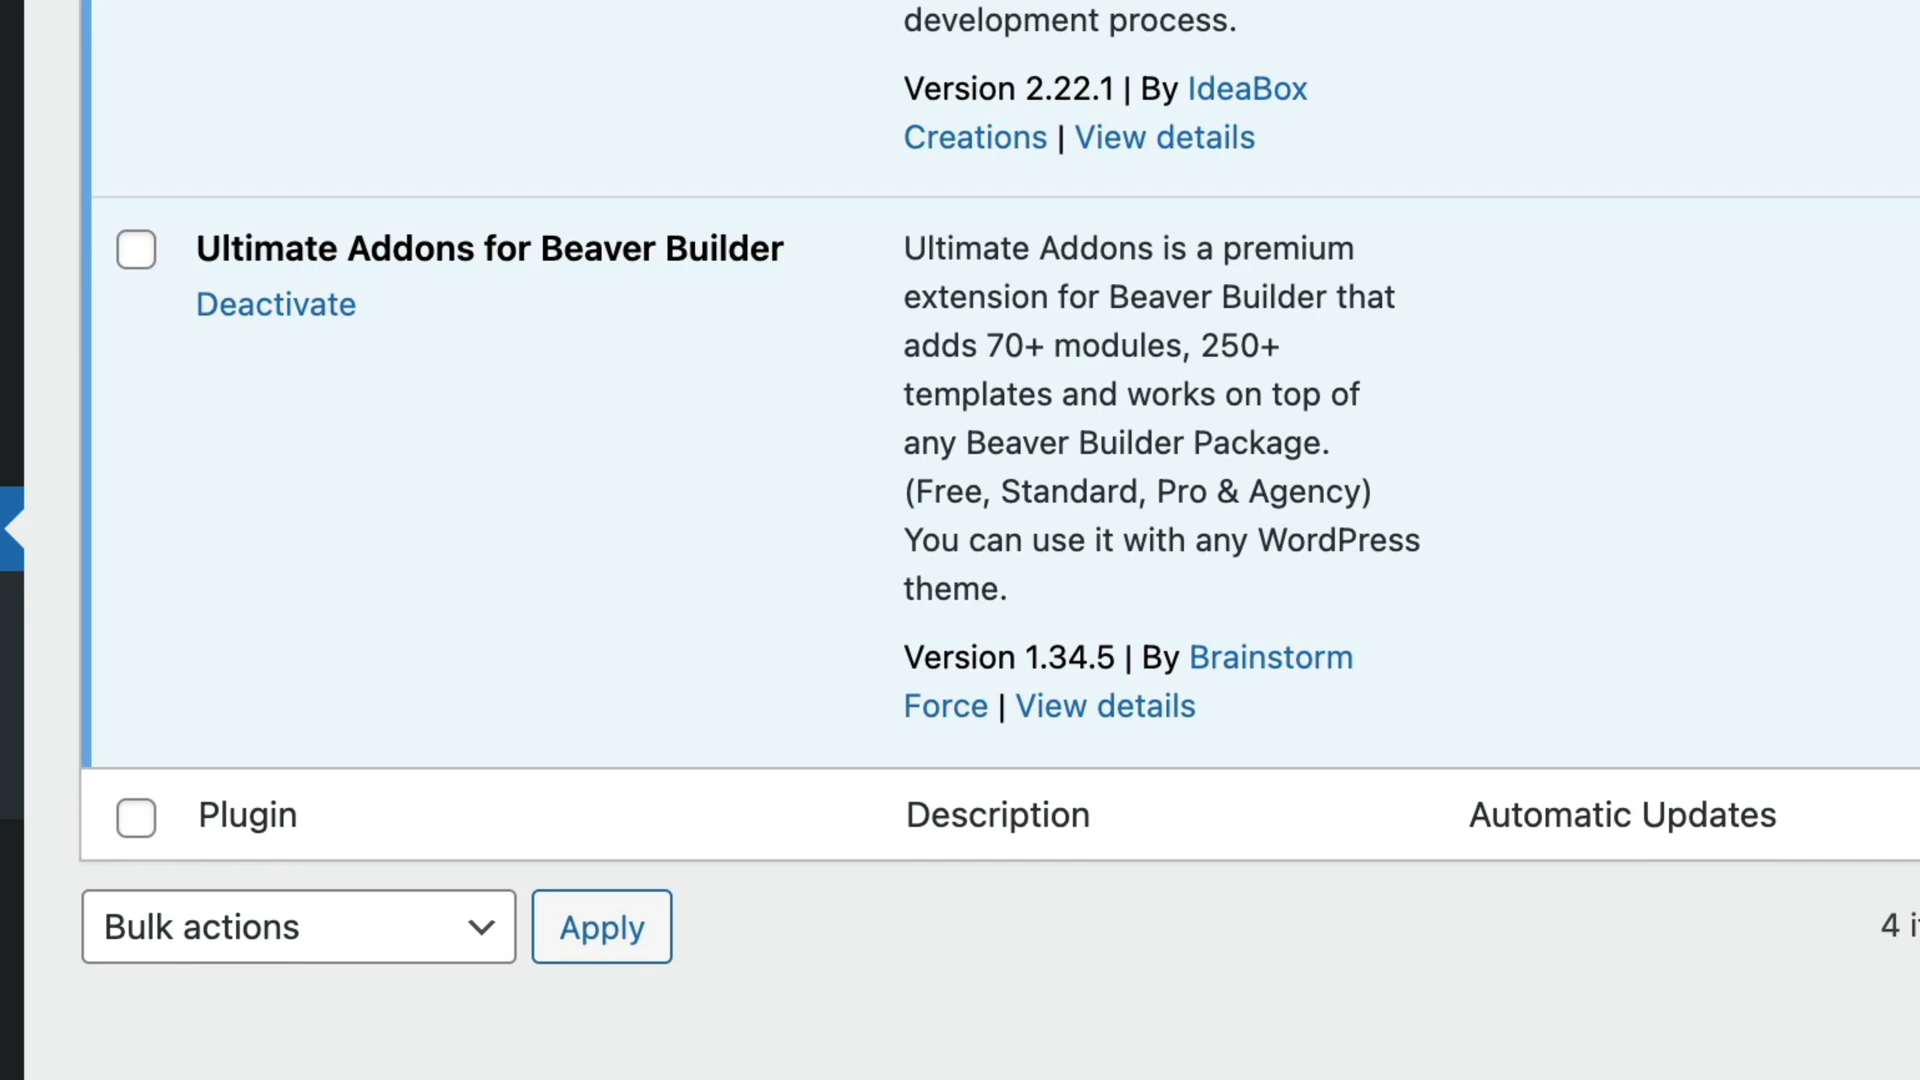 development process.
Version 2.22.1 | By IdeaBox
Creations | View details
Ultimate Addons for Beaver Builder
Deactivate
Ultimate Addons is a premium
extension for Beaver Builder that
adds 70+ modules, 250+
templates and works on top of
any Beaver Builder Package.
(Free, Standard, Pro & Agency)
You can use it with any WordPress
theme.
Version 1.34.5 | By Brainstorm
Force | View details
Plugin Description Automatic Updates
Bulk actions Apply 4